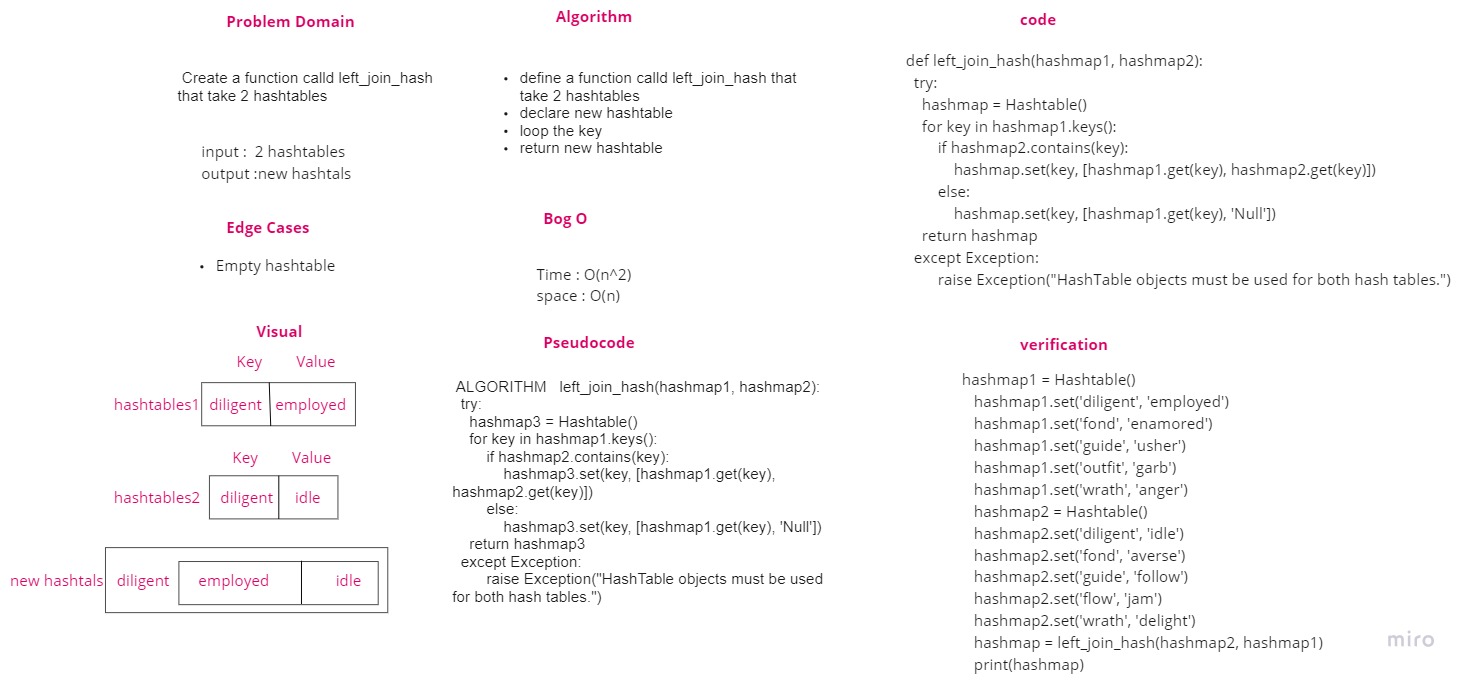 Problem Domain
Create a function calld left_join_hash
that take 2 hashtables
input : 2 hashtables
output :new hashtals
Edge Cases
• Empty hashtable
Visual
Key Value
hashtables1 diligent employed
Key Value
hashtables2 diligent idle
new hashtals diligent employed idle
Algorithm
• define a function calld left_join_hash that
take 2 hashtables
• declare new hashtable
• loop the key
• return new hashtable
Bog O
Time : O(n^2)
space : O(n)
Pseudocode
ALGORITHM left_join_hash(hashmap1, hashmap2):
try:
hashmap3 = Hashtable()
for key in hashmap1.keys():
if hashmap2.contains(key):
hashmap3.set(key, [hashmap1.get(key),
hashmap2.get(key)])
else:
hashmap3.set(key, [hashmap1.get(key), 'Null'])
return hashmap3
except Exception:
raise Exception("HashTable objects must be used
for both hash tables.")
code
def left_join_hash(hashmap1, hashmap2):
try:
hashmap = Hashtable()
for key in hashmap1.keys():
if hashmap2.contains(key):
hashmap.set(key, [hashmap1.get(key), hashmap2.get(key)])
else:
hashmap.set(key, [hashmap1.get(key), 'Null'])
return hashmap
except Exception:
raise Exception("HashTable objects must be used for both hash tables.")
verification
hashmap1 = Hashtable()
hashmap1.set('diligent', 'employed')
hashmap1.set('fond', 'enamored')
hashmap1.set('guide', 'usher')
hashmap1.set('outfit', 'garb')
hashmap1.set('wrath', 'anger')
hashmap2 = Hashtable()
hashmap2.set('diligent', 'idle')
hashmap2.set('fond', 'averse')
hashmap2.set('guide', 'follow')
hashmap2.set('flow', 'jam')
hashmap2.set('wrath', 'delight')
hashmap = left_join_hash(hashmap2, hashmap1)
print(hashmap)
miro